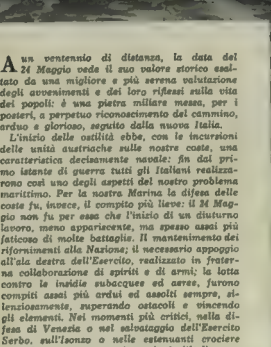 A un ventennio di distanza, la data del
24 Maggio vede il suo valore storico esal-
tato da una migliore e più serena valutazione
degli avvenimenti e dei loro riflessi sulla vita
dei popoli: è una pietra miliare messa, per i
posteri, a perpetuo riconoscimento del cammino,
arduo e glorioso, seguito dalla nuova Italia.
L'inizio delle ostilità ebbe, con le incursioni
delle unità austriache sulle nostre coste, una
caratteristica decisamente navale: fin dal pri-
mo istante di guerra tutti gli Italiani realizza-
rono così uno degli aspetti del nostro problema
marittimo. Per la nostra Marina la difesa delle
coste fu, invece, il compito più lieve: il 24 Mag-
gio non fu per essa che l'inizio di un diuturno
lavoro, meno appariscente, ma spesso assai più
faticoso di molte battaglie. Il mantenimento dei
rifornimenti alla Nazione; il necessario appoggio
all'ala destra dell'Esercito, realizzato in frater-
na collaborazione di spiriti e di armi; la lotta
contro le insidie subacquee ed aeree, furono
compiti assai più ardui ed assolti sempre, si-
lenziosamente, superando ostacoli e vincendo
gli elementi. Nei momenti più critici, nella di-
fesa di Venezia o nel salvataggio dell'Esercito
Serbo, sull'Isonzo o nelle estenuanti crociere